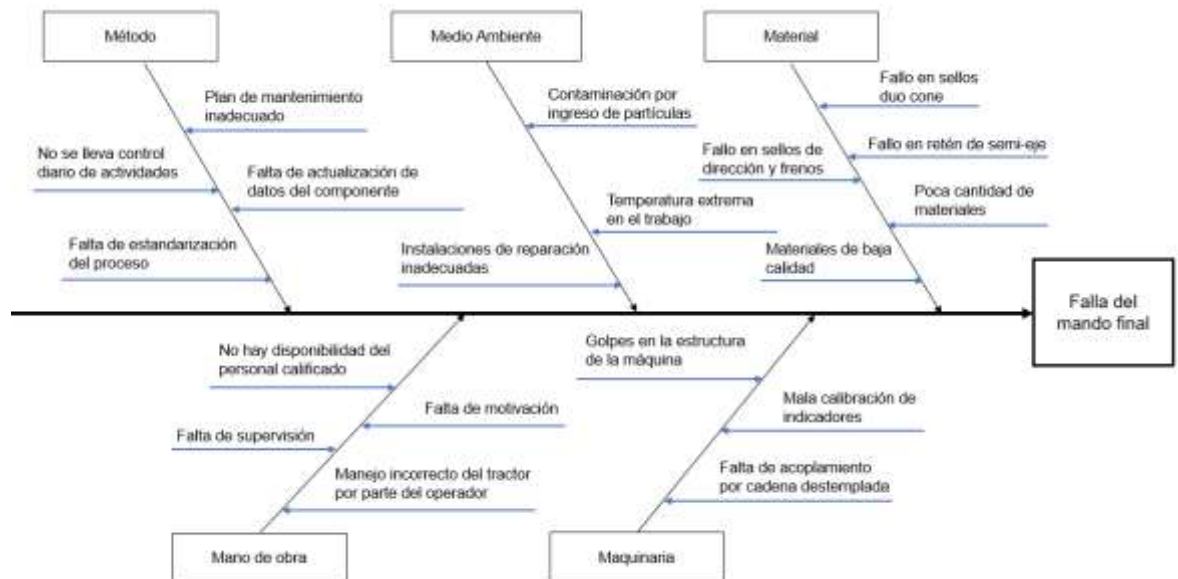 Método
Medio Ambiente
Material
Plan de mantenimiento
inadecuado
No se lleva control
diario de actividades
Falta de actualización de
datos del componente
Falta de estandarización
del proceso
Contaminación por
ingreso de partículas
Temperatura extrema
en el trabajo
Instalaciones de reparación
inadecuadas
Fallo en sellos
duo cone
Fallo en retén de semi-eje
Fallo en sellos de
dirección y frenos
Poca cantidad de
materiales
Materiales de baja
calidad
Falla del
mando final
No hay disponibilidad del
personal calificado
Falta de motivación
Falta de supervisión
Manejo incorrecto del tractor
por parte del operador
Golpes en la estructura
de la máquina
Mala calibración de
indicadores
Falta de acoplamiento
por cadena destemplada
Mano de obra
Maquinaria